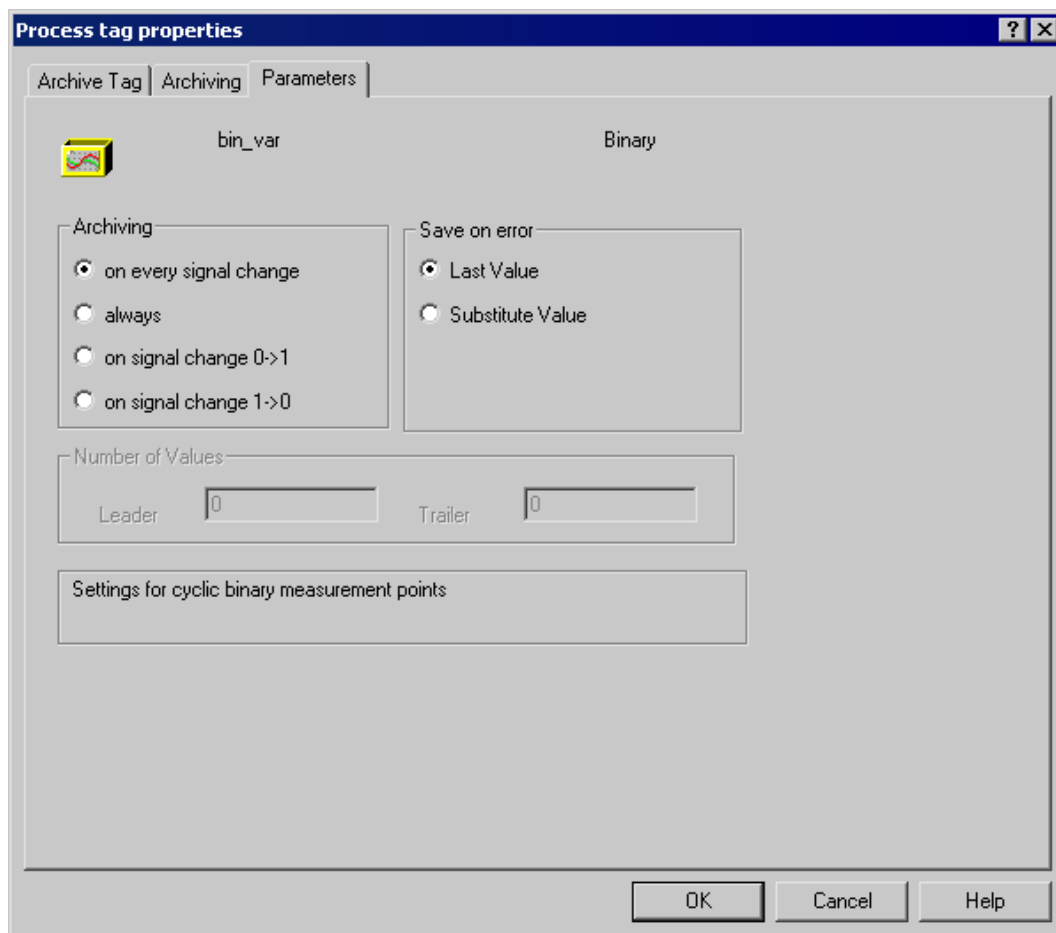 Process tag properties
Archive Tag Archiving Parameters
bin_var Binary
Archiving
on every signal change
always
on signal change 0->1
on signal change 1->0
Save on error
Last Value
Substitute Value
Number of Values
Leader 0 Trailer 0
Settings for cyclic binary measurement points
OK Cancel Help